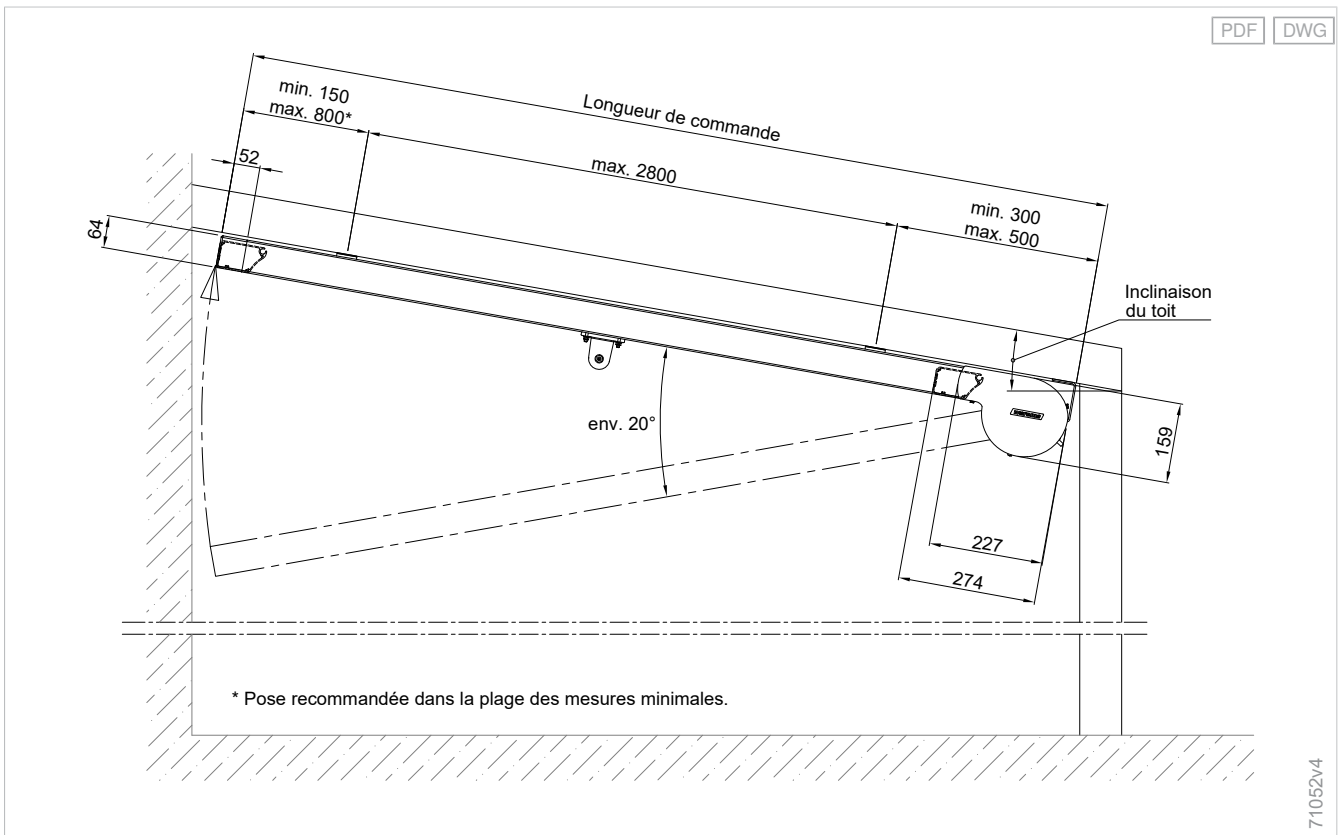 PDF
DWG
min. 150
max. 800*
Longueur de commande
52
max. 2800
min. 300
max. 500
64
Inclinaison
du toit
env. 20°
159
227
274
* Pose recommandée dans la plage des mesures minimales.
71052v4